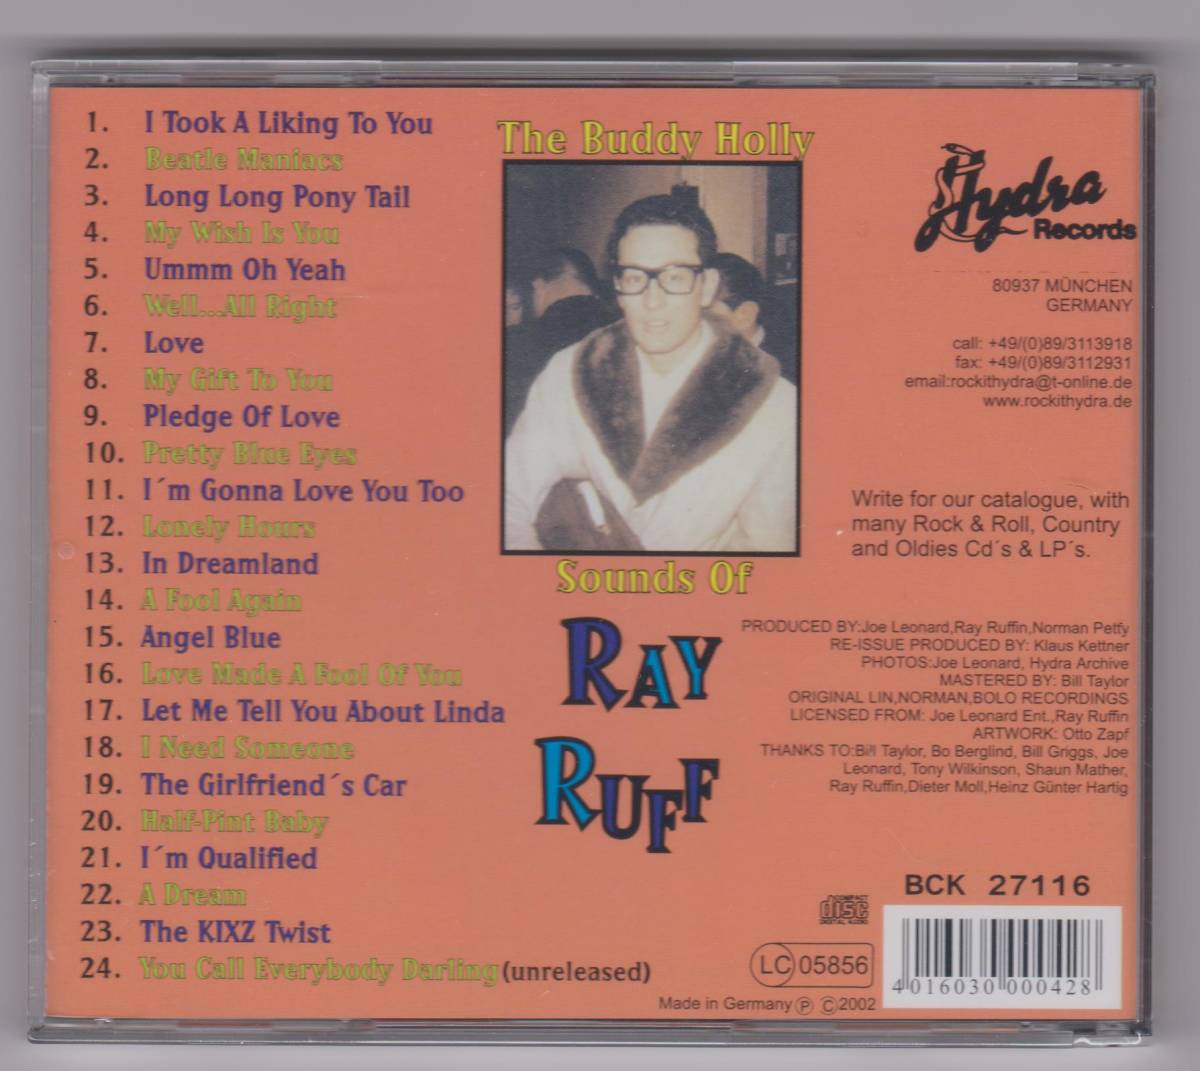 1. I Took A Liking To You
2. Beatle Maniacs
3. Long Long Pony Tail
4. My Wish Is You
5. Ummm Oh Yeah
6. Well...All Right
7. Love
8. My Gift To You
9. Pledge Of Love
10. Pretty Blue Eyes
11. I´m Gonna Love You Too
12. Lonely Hours
13. In Dreamland
14. A Fool Again
15. Angel Blue
16. Love Made A Fool Of You
17. Let Me Tell You About Linda
18. I Need Someone
19. The Girlfriend´s Car
20. Half-Pint Baby
21. I´m Qualified
22. A Dream
23. The KIXZ Twist
24. You Call Everybody Darling (unreleased)
The Buddy Holly
Sounds Of
RAY
RUFF
Hydra
Records
80937 MÜNCHEN
GERMANY
call: +49/(0)89/3113918
fax: +49/(0)89/3112931
email:rockithydra@t-online.de
www.rockithydra.de
Write for our catalogue, with
many Rock & Roll, Country
and Oldies Cd´s & LP´s.
PRODUCED BY:Joe Leonard,Ray Ruffin,Norman Petty
RE-ISSUE PRODUCED BY: Klaus Kettner
PHOTOS:Joe Leonard, Hydra Archive
MASTERED BY: Bill Taylor
ORIGINAL LIN,NORMAN,BOLO RECORDINGS
LICENSED FROM: Joe Leonard Ent.,Ray Ruffin
ARTWORK: Otto Zapf
THANKS TO:Bill Taylor, Bo Berglind, Bill Griggs, Joe
Leonard, Tony Wilkinson, Shaun Mather,
Ray Ruffin,Dieter Moll,Heinz Günter Hartig
BCK 27116
COMPACT
disc
DIGITAL AUDIO
LC 05856
4 016030 000428
Made in Germany Ⓟ © 2002